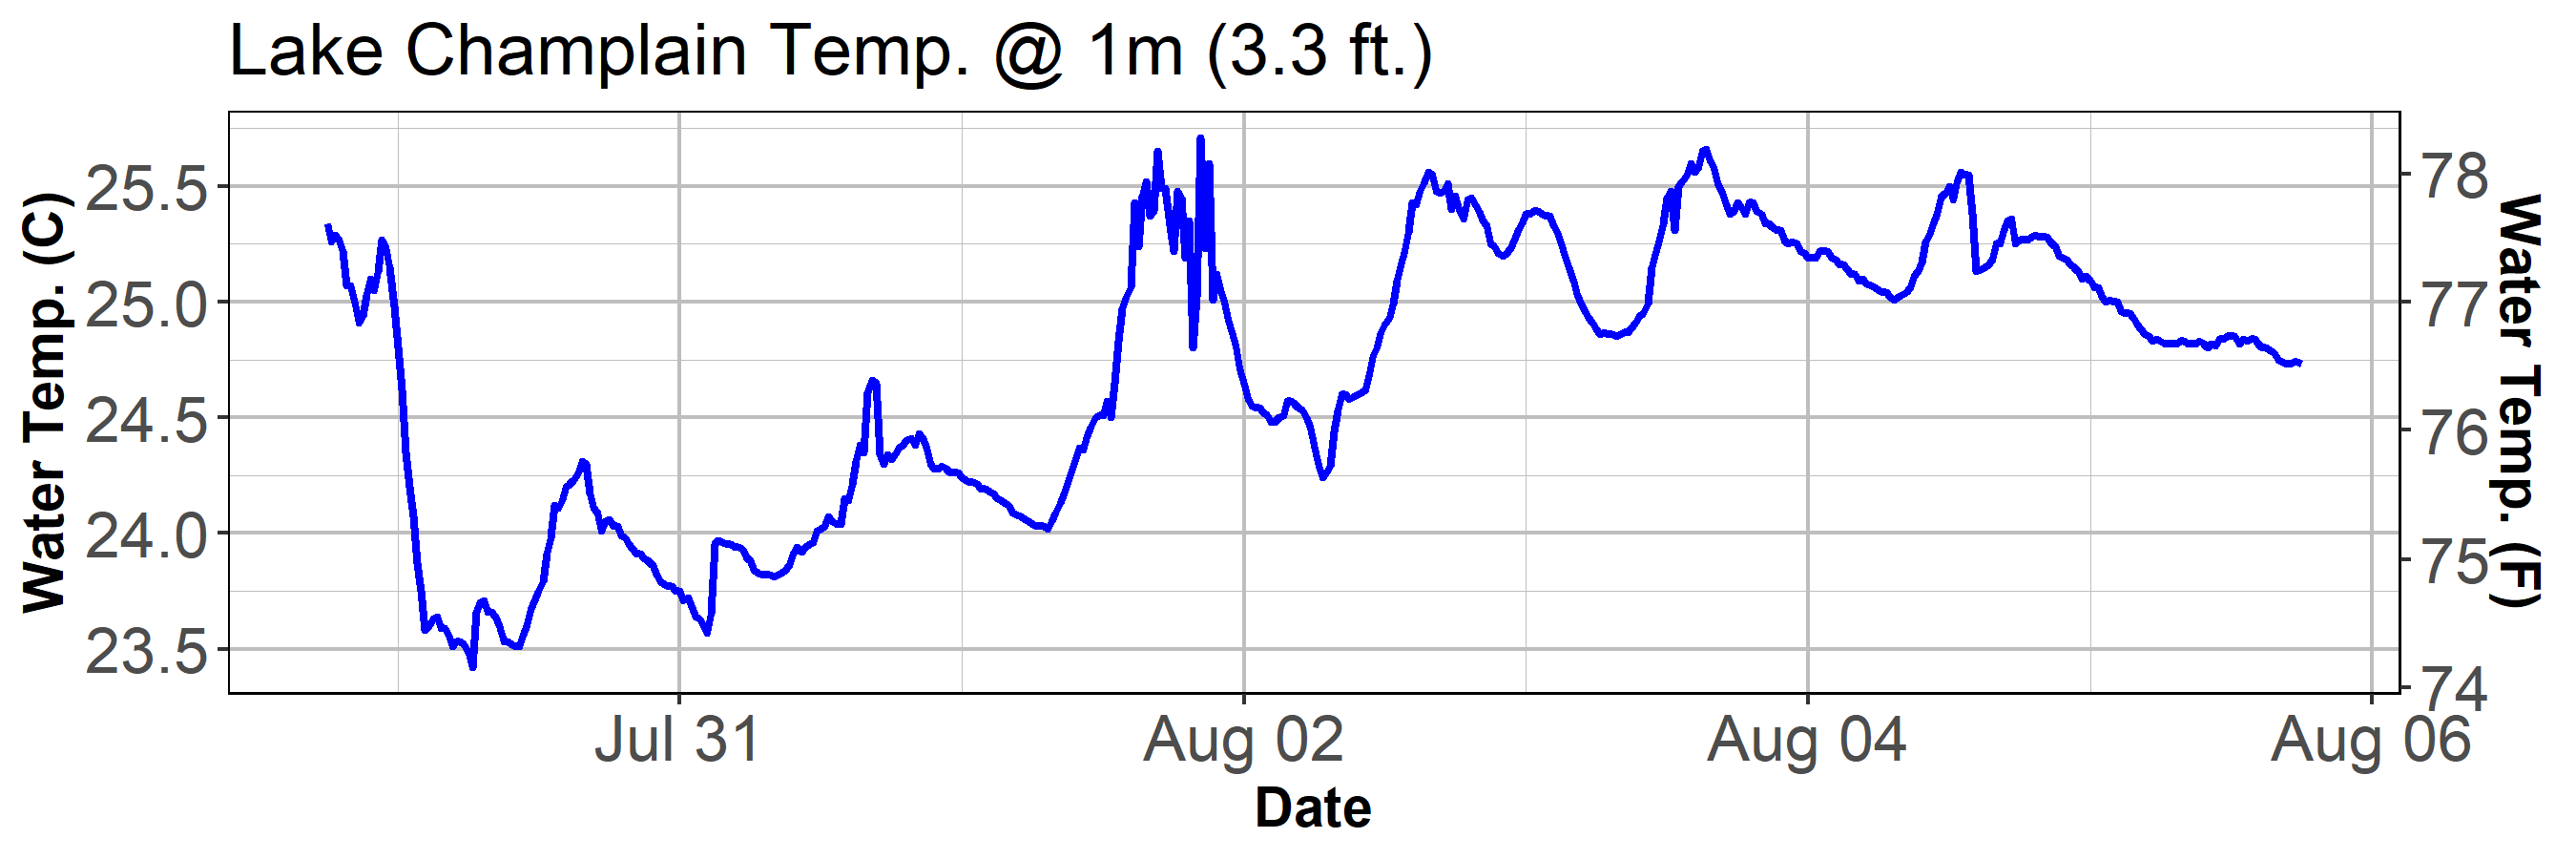 Lake Champlain Temp. @ 1m (3.3 ft.)
Water Temp. (C)
25.5
25.0
24.5
24.0
23.5
78
77
76
75
74
Water Temp. (F)
Jul 31
Aug 02
Aug 04
Aug 06
Date